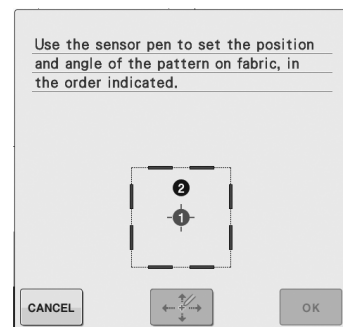 Use the sensor pen to set the position
and angle of the pattern on fabric, in
the order indicated.
2
1
CANCEL
OK